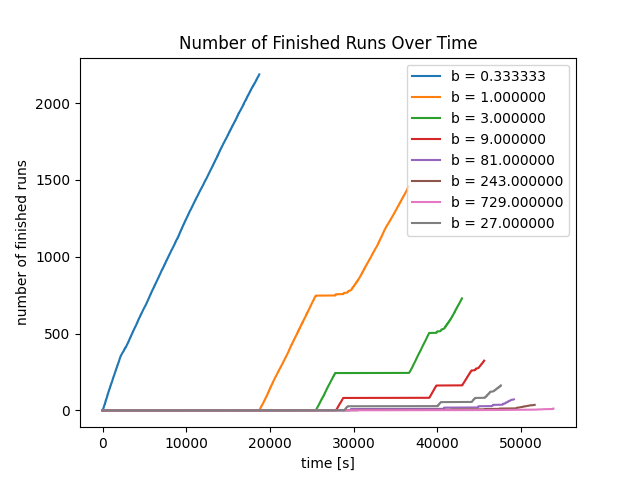 Number of Finished Runs Over Time
number of finished runs
2000
1500
1000
500
0
b = 0.333333
b = 1.000000
b = 3.000000
b = 9.000000
b = 81.000000
b = 243.000000
b = 729.000000
b = 27.000000
0 10000 20000 30000 40000 50000
time [s]